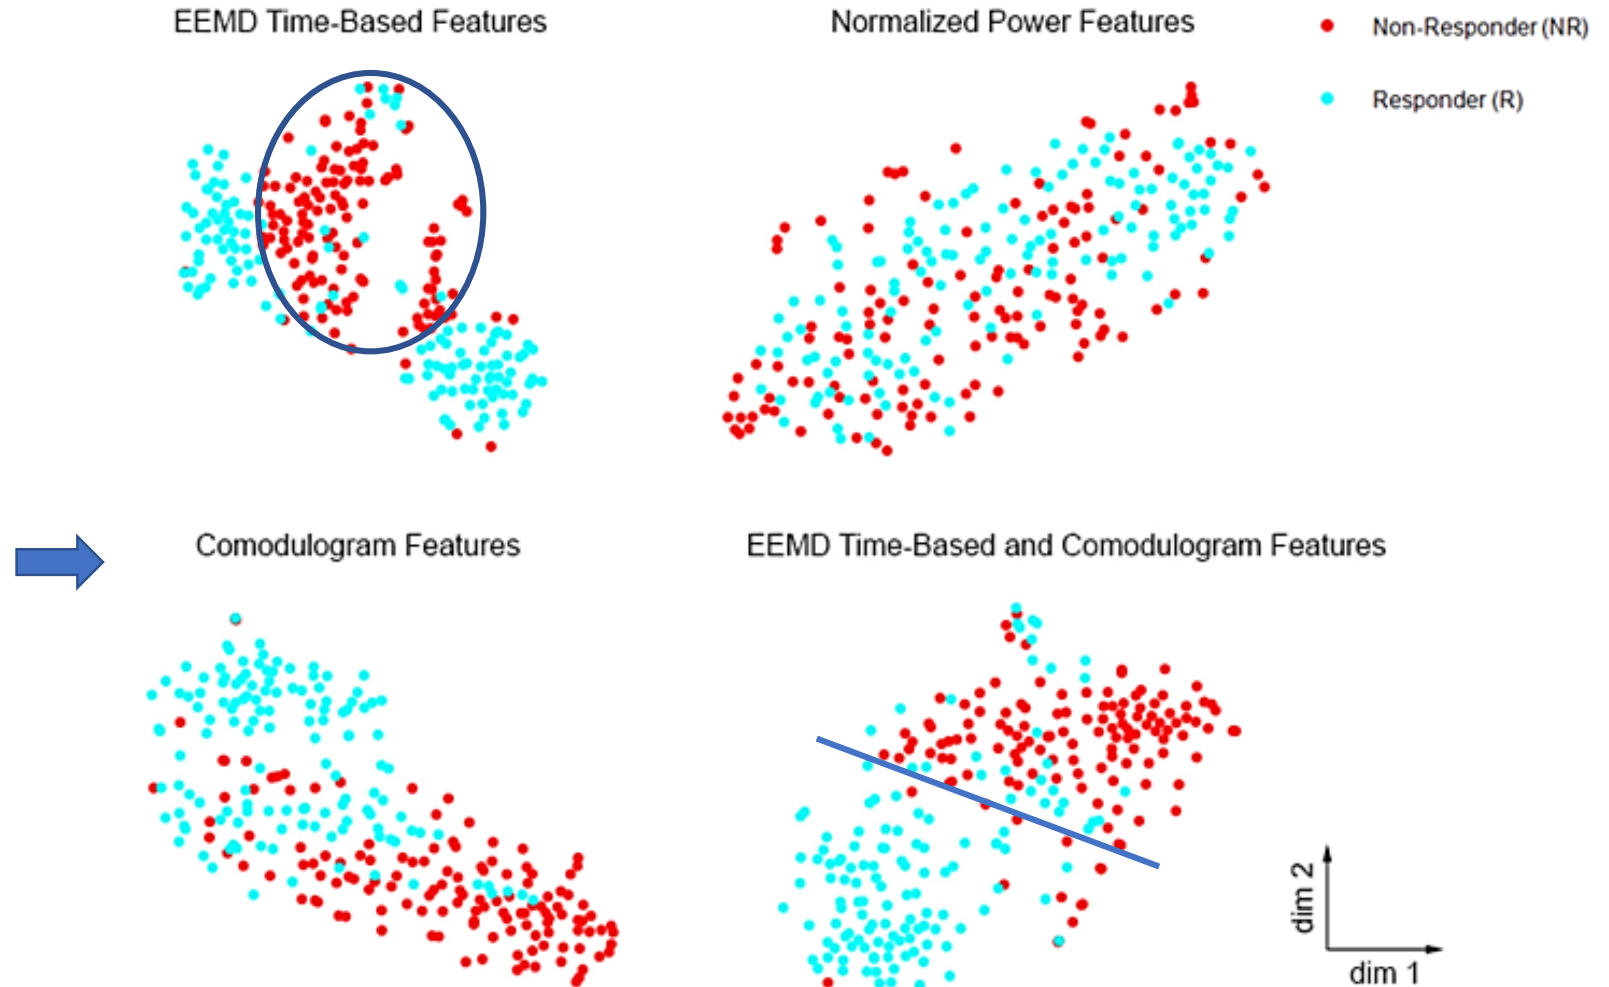 EEMD Time-Based Features
Normalized Power Features
Non-Responder (NR)
Responder (R)
Comodulogram Features
EEMD Time-Based and Comodulogram Features
dim 2
dim 1